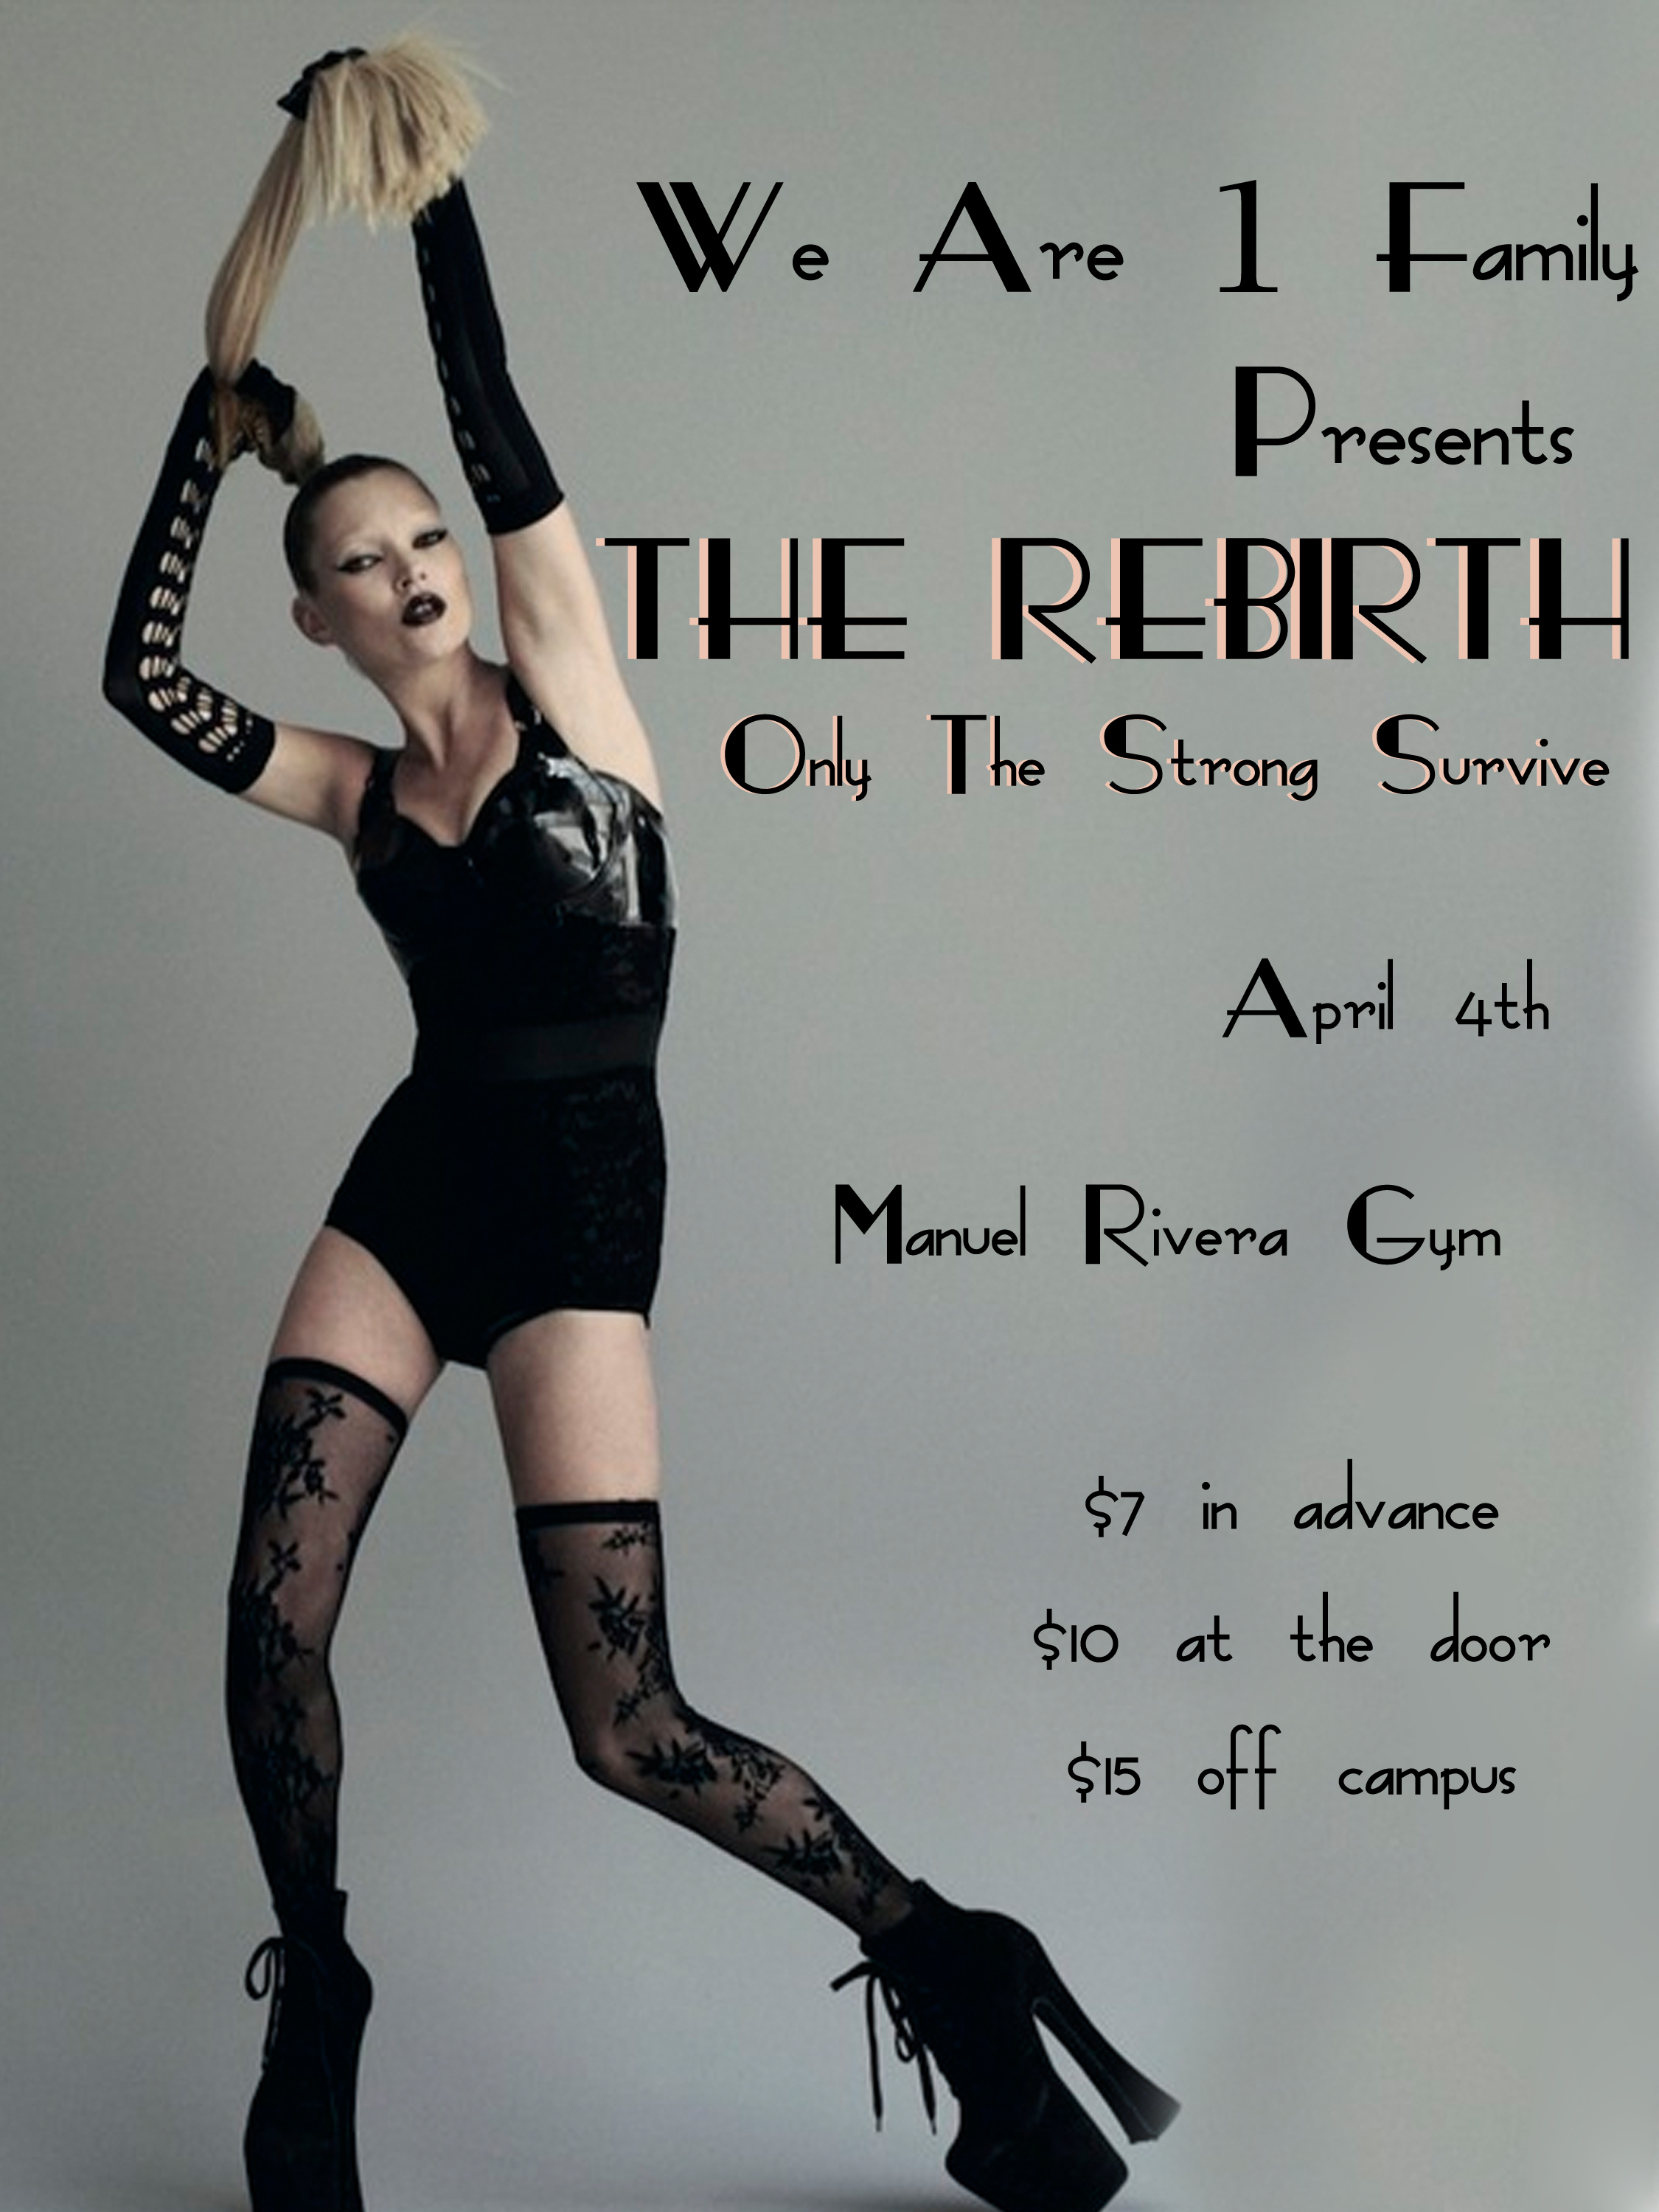 We Are 1 Family
Presents
THE REBIRTH
Only The Strong Survive
April 4th
Manuel Rivera Gym
$7 in advance
$10 at the door
$15 off campus